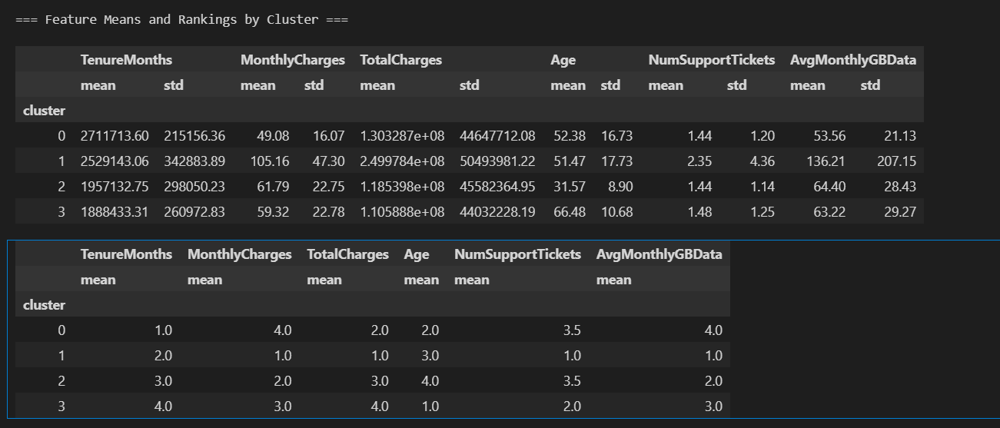 === Feature Means and Rankings by Cluster ===
TenureMonths MonthlyCharges TotalCharges Age NumSupportTickets AvgMonthlyGBData
mean std mean std mean std mean std mean std mean std
cluster
0 2711713.60 215156.36 49.08 16.07 1.303287e+08 44647712.08 52.38 16.73 1.44 1.20 53.56 21.13
1 2529143.06 342883.89 105.16 47.30 2.499784e+08 50493981.22 51.47 17.73 2.35 4.36 136.21 207.15
2 1957132.75 298050.23 61.79 22.75 1.185398e+08 45582364.95 31.57 8.90 1.44 1.14 64.40 28.43
3 1888433.31 260972.83 59.32 22.78 1.105888e+08 44032228.19 66.48 10.68 1.48 1.25 63.22 29.27
TenureMonths MonthlyCharges TotalCharges Age NumSupportTickets AvgMonthlyGBData
mean mean mean mean mean mean
cluster
0 1.0 4.0 2.0 2.0 3.5 4.0
1 2.0 1.0 1.0 3.0 1.0 1.0
2 3.0 2.0 3.0 4.0 3.5 2.0
3 4.0 3.0 4.0 1.0 2.0 3.0